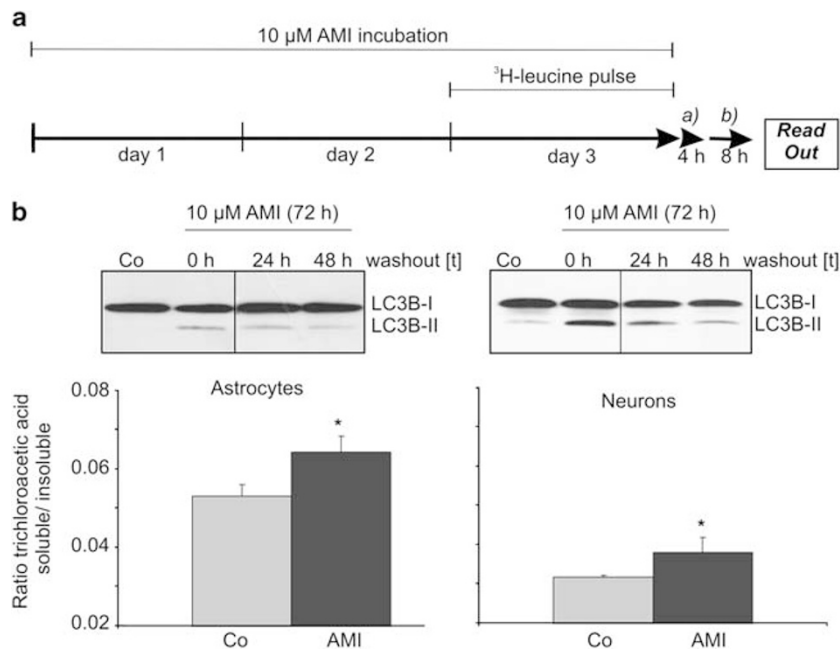 a
10 µM AMI incubation
³H-leucine pulse
a) b)
day 1 day 2 day 3 4 h 8 h
Read Out
b
10 µM AMI (72 h)
Co 0 h 24 h 48 h washout [t]
LC3B-I
LC3B-II
10 µM AMI (72 h)
Co 0 h 24 h 48 h washout [t]
LC3B-I
LC3B-II
Ratio trichloroacetic acid
soluble/ insoluble
0.08
0.06
0.04
0.02
Astrocytes
*
Co AMI
Neurons
*
Co AMI